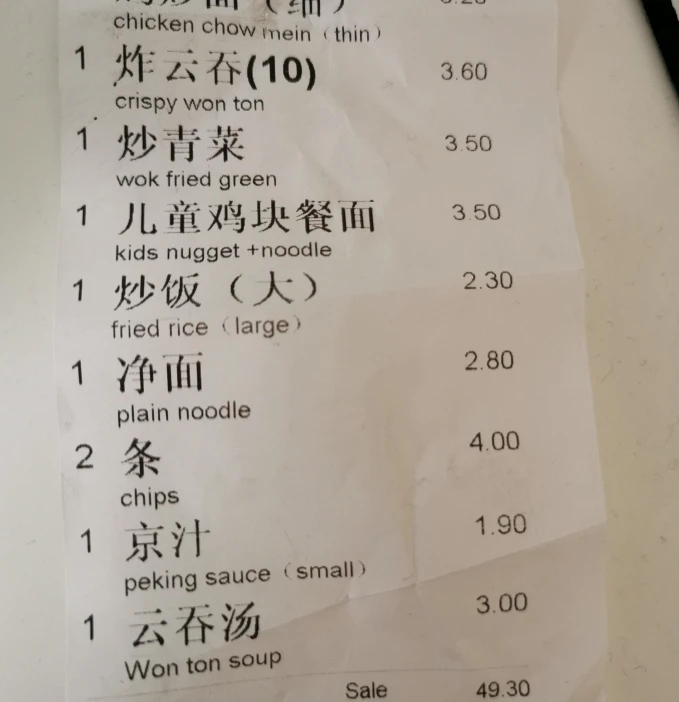 chicken chow mein（thin）
1 炸云吞(10) 3.60
crispy won ton
1 炒青菜 3.50
wok fried green
1 儿童鸡块餐面 3.50
kids nugget +noodle
1 炒饭（大） 2.30
fried rice（large）
1 净面 2.80
plain noodle
2 条 4.00
chips
1 京汁 1.90
peking sauce（small）
1 云吞汤 3.00
Won ton soup
Sale 49.30